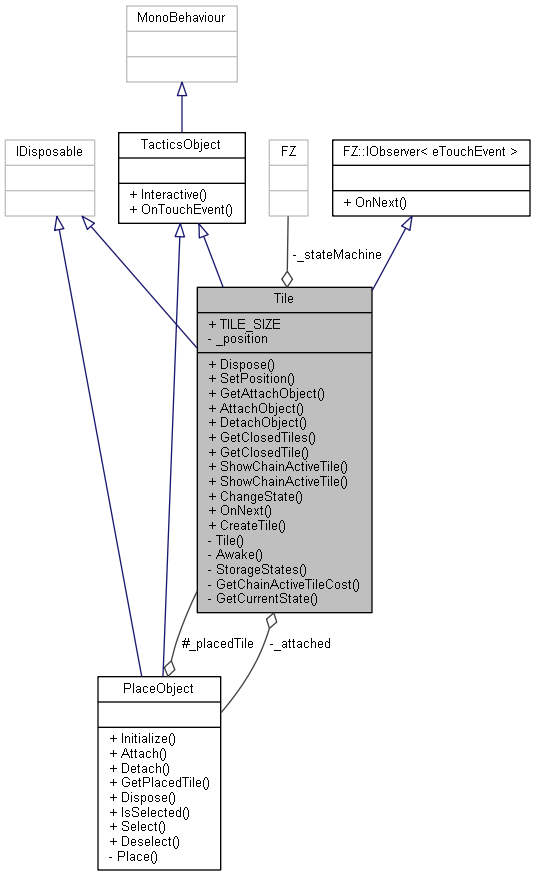 MonoBehaviour
IDisposable
TacticsObject
+ Interactive()
+ OnTouchEvent()
FZ
FZ::IObserver< eTouchEvent >
+ OnNext()
-_stateMachine
Tile
+ TILE_SIZE
- _position
+ Dispose()
+ SetPosition()
+ GetAttachObject()
+ AttachObject()
+ DetachObject()
+ GetClosedTiles()
+ GetClosedTile()
+ ShowChainActiveTile()
+ ShowChainActiveTile()
+ ChangeState()
+ OnNext()
+ CreateTile()
- Tile()
- Awake()
- StorageStates()
- GetChainActiveTileCost()
- GetCurrentState()
#_placedTile
-_attached
PlaceObject
+ Initialize()
+ Attach()
+ Detach()
+ GetPlacedTile()
+ Dispose()
+ IsSelected()
+ Select()
+ Deselect()
- Place()